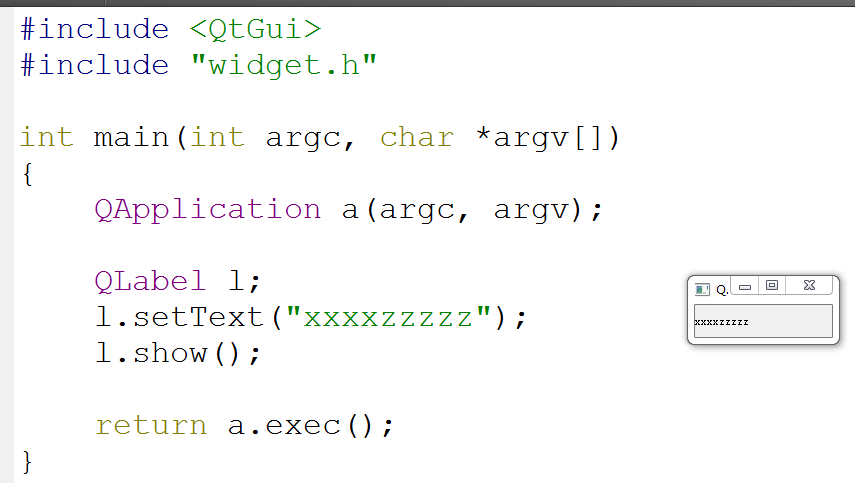 #include <QtGui>
#include "widget.h"
int main(int argc, char *argv[])
{
    QApplication a(argc, argv);
    QLabel l;
    l.setText("xxxxzzzzz");
    l.show();
    return a.exec();
}
Q.
xxxxzzzzz